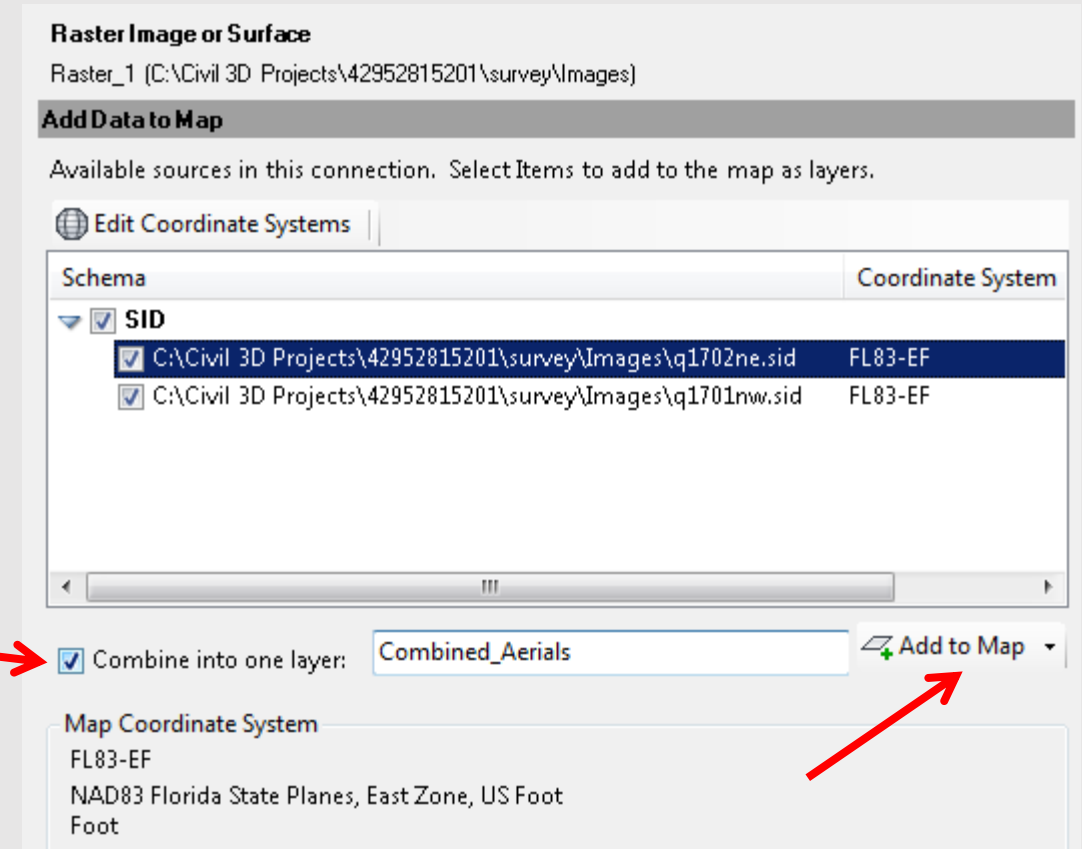 Raster Image or Surface
Raster_1 (C:\Civil 3D Projects\42952815201\survey\Images)
Add Data to Map
Available sources in this connection. Select Items to add to the map as layers.
Edit Coordinate Systems
Schema Coordinate System
SID
C:\Civil 3D Projects\42952815201\survey\Images\q1702ne.sid FL83-EF
C:\Civil 3D Projects\42952815201\survey\Images\q1701nw.sid FL83-EF
Combine into one layer: Combined_Aerials Add to Map
Map Coordinate System
FL83-EF
NAD83 Florida State Planes, East Zone, US Foot
Foot